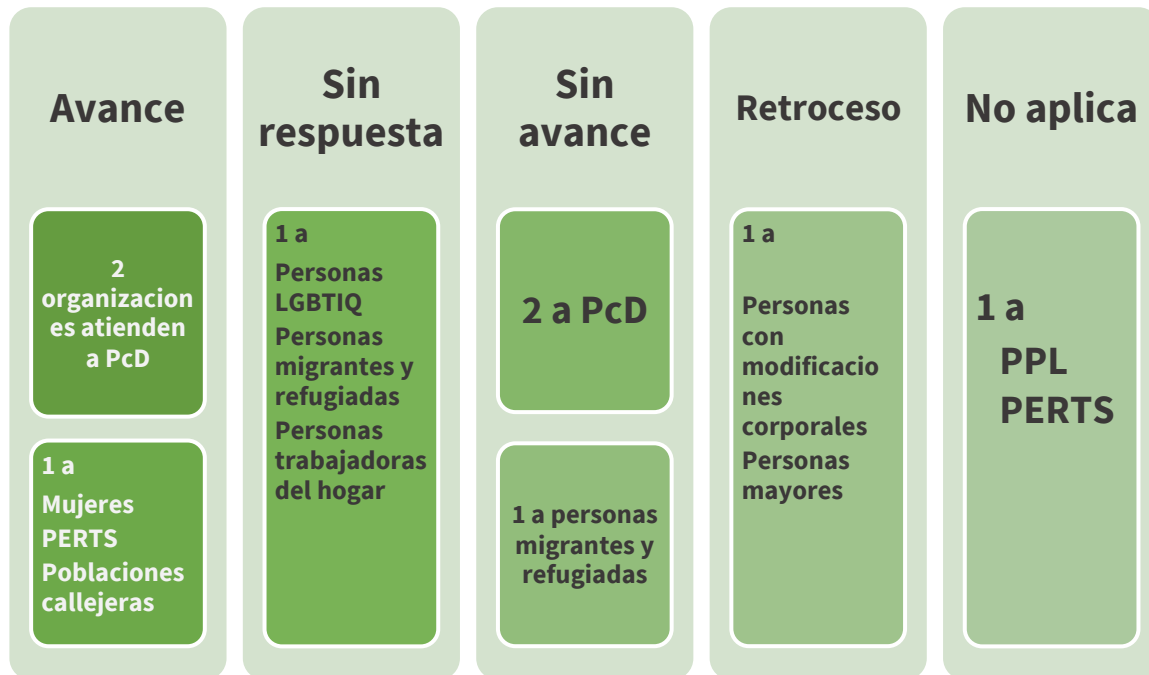 Avance
2
organizacion
es atienden
a PcD
1 a
Mujeres
PERTS
Poblaciones
callejeras
Sin
respuesta
1 a
Personas
LGBTIQ
Personas
migrantes y
refugiadas
Personas
trabajadoras
del hogar
Sin
avance
2 a PcD
1 a personas
migrantes y
refugiadas
Retroceso
1 a
Personas
con
modificacio
nes
corporales
Personas
mayores
No aplica
1 a
PPL
PERTS